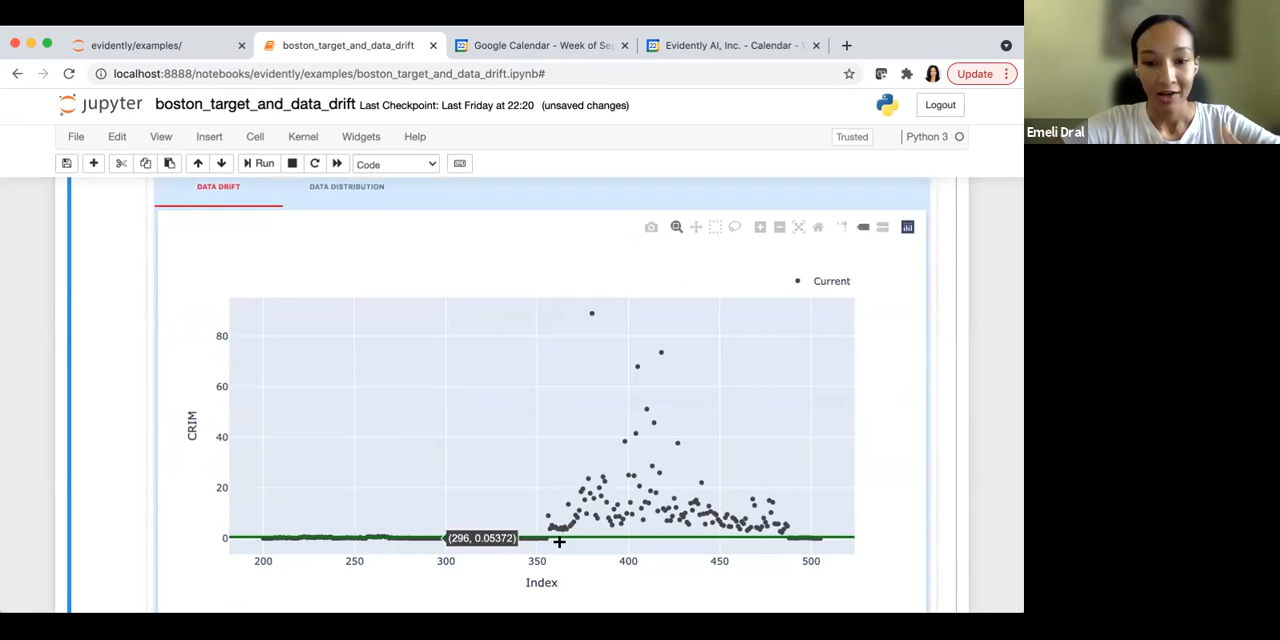 evidently/examples/
boston_target_and_data_drift
Google Calendar - Week of Se
Evidently AI, Inc. - Calendar -
localhost:8888/notebooks/evidently/examples/boston_target_and_data_drift.ipynb#
Update
jupyter boston_target_and_data_drift Last Checkpoint: Last Friday at 22:20 (unsaved changes)
Logout
File Edit View Insert Cell Kernel Widgets Help
Trusted
Python 3
Run
Code
DATA DRIFT
DATA DISTRIBUTION
Current
CRIM
80
60
40
20
0
(296, 0.05372)
200 250 300 350 400 450 500
Index
Emeli Dral